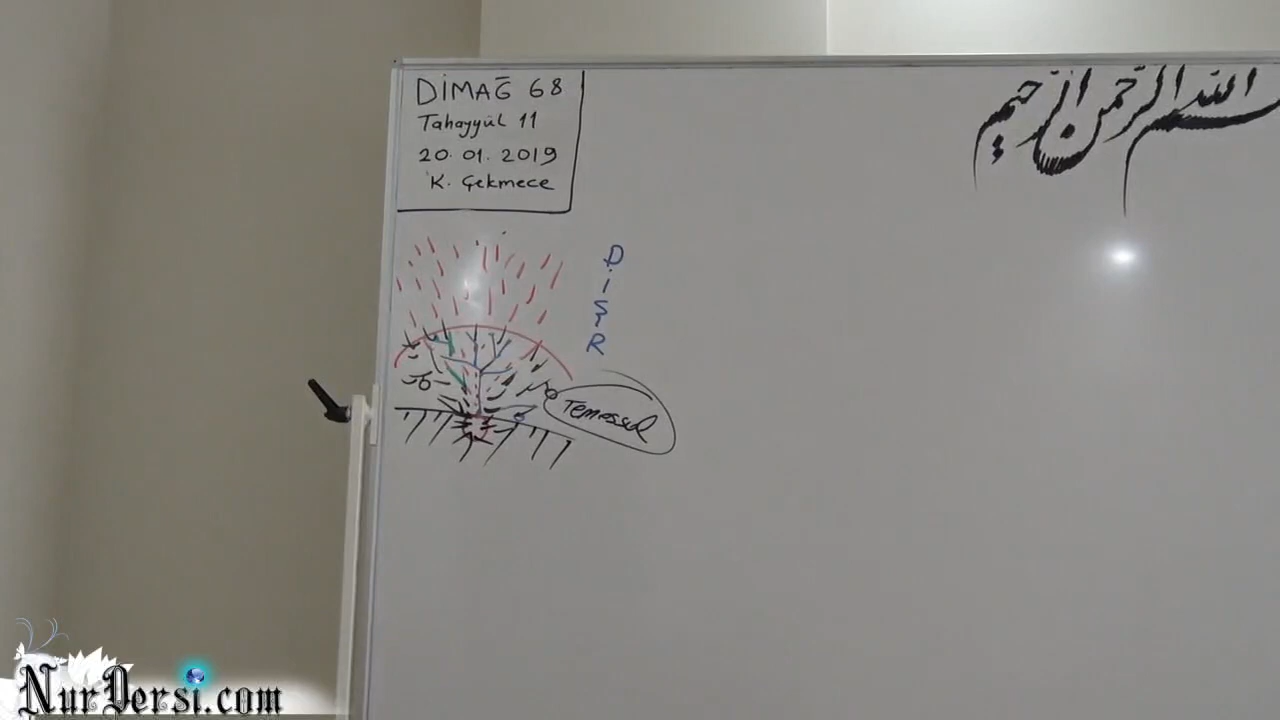 DİMAĞ 68
Tahayyül 11
20.01.2019
K. Çekmece
بسم الله الرحمن الرحيم
Temessül
NurDersi.com